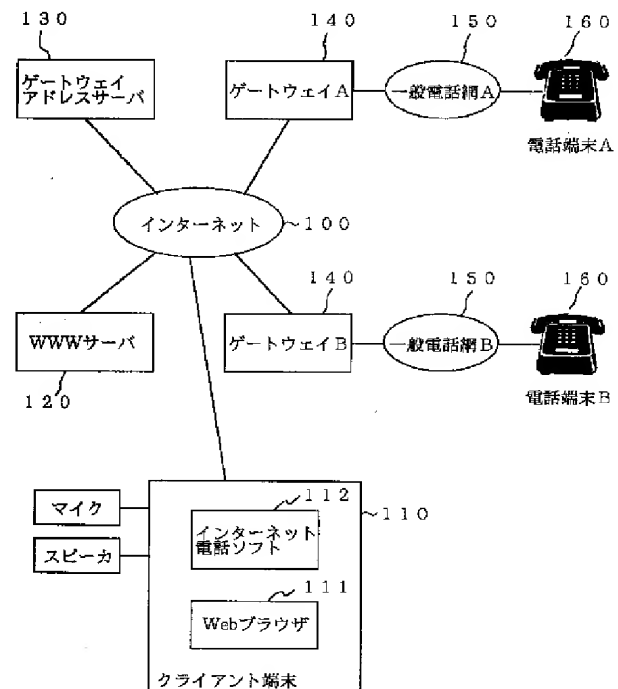 130
140
150
160
ゲートウェイ
アドレスサーバ
ゲートウェイA
一般電話網A
電話端末A
インターネット
100
140
150
160
WWWサーバ
ゲートウェイB
一般電話網B
120
電話端末B
マイク
スピーカ
112
110
インターネット
電話ソフト
111
Webブラウザ
クライアント端末